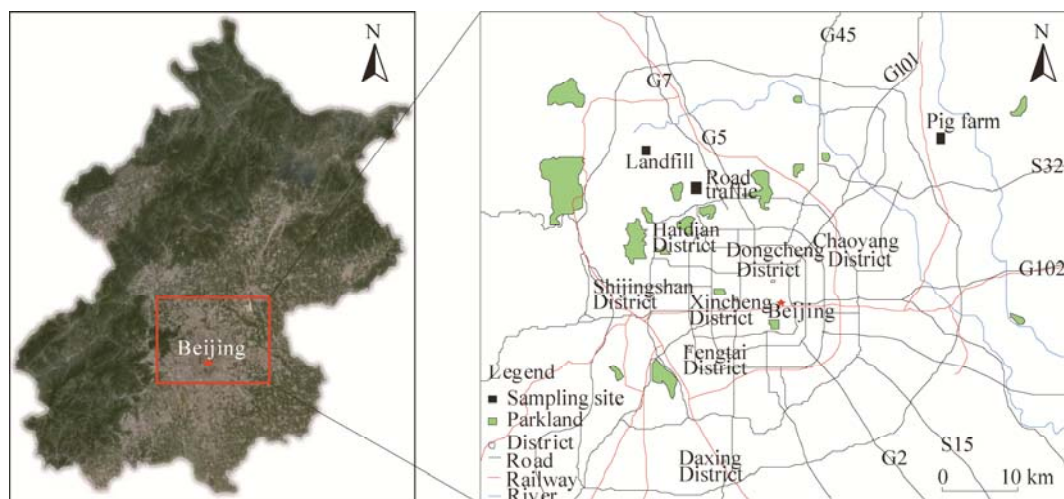 N
Beijing
N
G45
G101
G7
G5
Pig farm
Landfill
Road
traffic
S32
Haidian
District
Dongcheng
District
Chaoyang
District
G102
Shijingshan
District
Xincheng
District
Beijing
Fengtai
District
Legend
Sampling site
Parkland
District
Road
Railway
River
Daxing
District
G2
S15
0 10 km